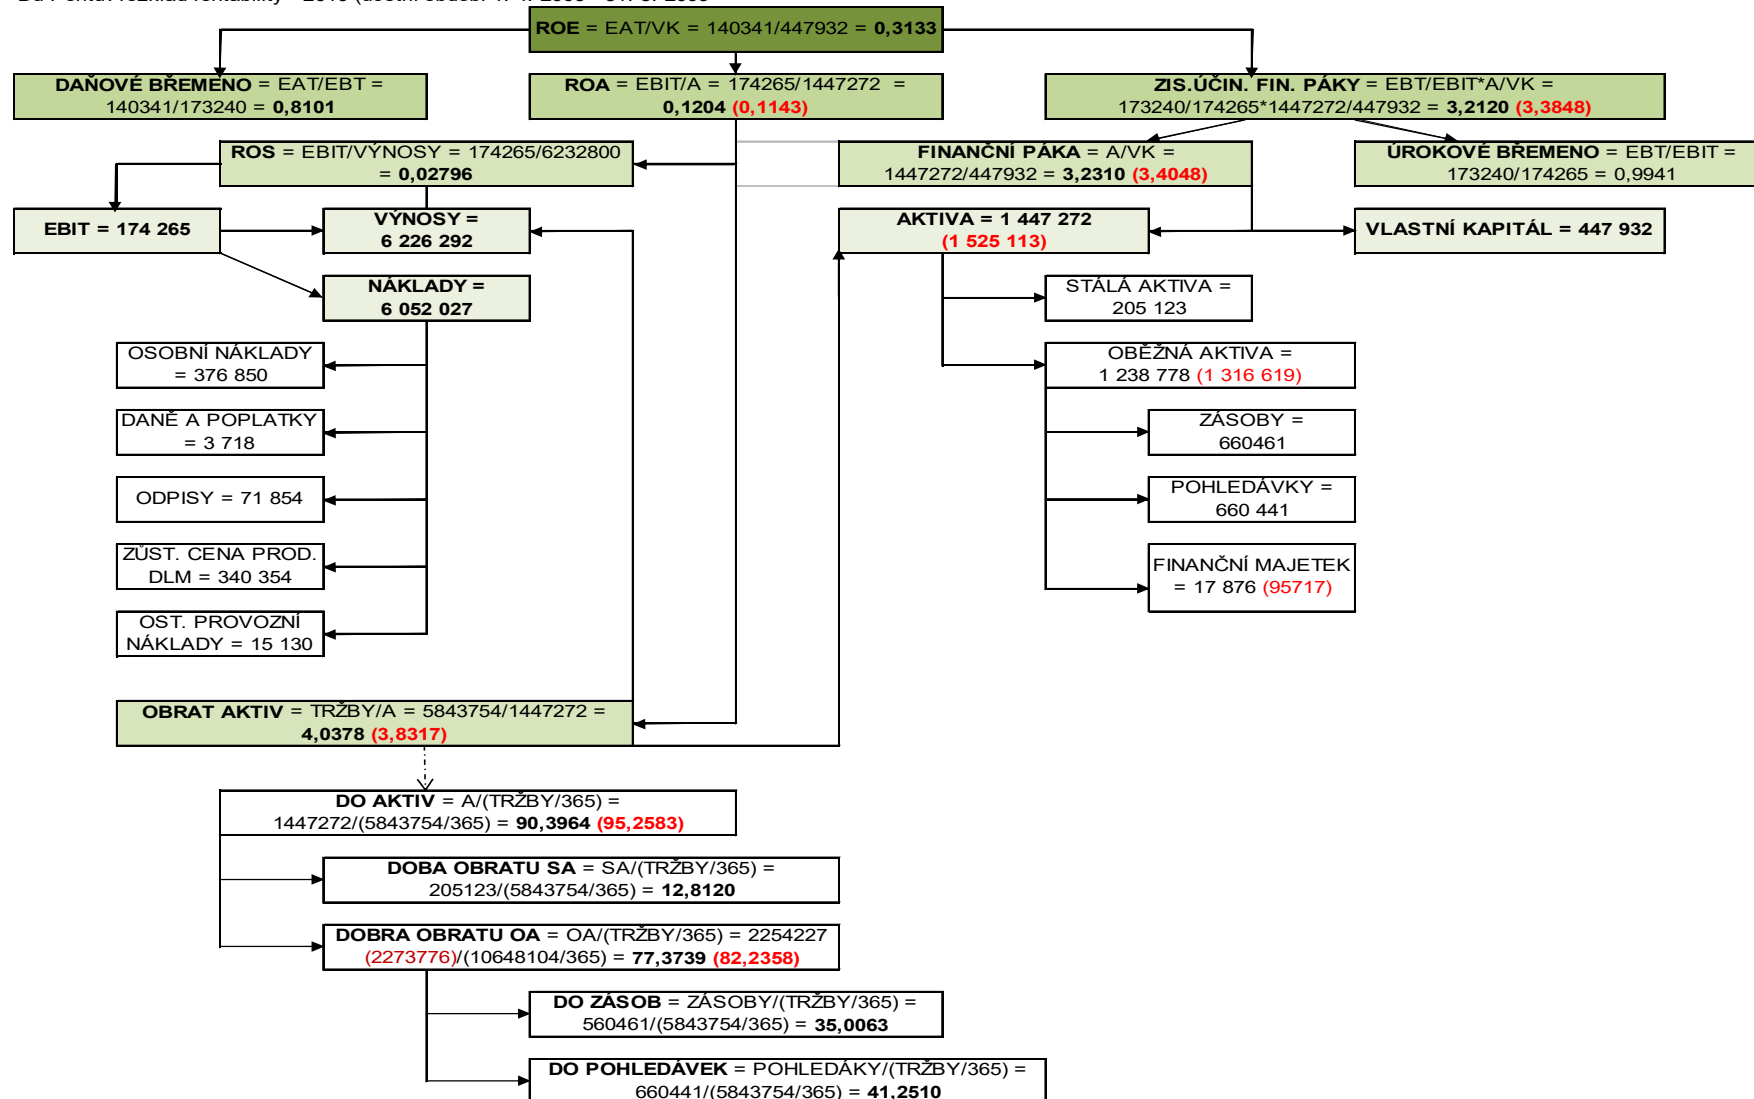 ROE = EAT/VK = 140341/447932 = 0,3133
DAŇOVÉ BŘEMENO = EAT/EBT =
140341/173240 = 0,8101
ROA = EBIT/A = 174265/1447272 =
0,1204 (0,1143)
ZIS.ÚČIN. FIN. PÁKY = EBT/EBIT*A/VK =
173240/174265*1447272/447932 = 3,2120 (3,3848)
ROS = EBIT/VÝNOSY = 174265/6232800
= 0,02796
FINANČNÍ PÁKA = A/VK =
1447272/447932 = 3,2310 (3,4048)
ÚROKOVÉ BŘEMENO = EBT/EBIT =
173240/174265 = 0,9941
EBIT = 174 265
VÝNOSY =
6 226 292
AKTIVA = 1 447 272
(1 525 113)
VLASTNÍ KAPITÁL = 447 932
NÁKLADY =
6 052 027
STÁLÁ AKTIVA =
205 123
OSOBNÍ NÁKLADY
= 376 850
OBĚŽNÁ AKTIVA =
1 238 778 (1 316 619)
DANĚ A POPLATKY
= 3 718
ZÁSOBY =
660461
ODPISY = 71 854
POHLEDÁVKY =
660 441
ZŮST. CENA PROD.
DLM = 340 354
FINANČNÍ MAJETEK
= 17 876 (95717)
OST. PROVOZNÍ
NÁKLADY = 15 130
OBRAT AKTIV = TRŽBY/A = 5843754/1447272 =
4,0378 (3,8317)
DO AKTIV = A/(TRŽBY/365) =
1447272/(5843754/365) = 90,3964 (95,2583)
DOBA OBRATU SA = SA/(TRŽBY/365) =
205123/(5843754/365) = 12,8120
DOBRA OBRATU OA = OA/(TRŽBY/365) = 2254227
(2273776)/(10648104/365) = 77,3739 (82,2358)
DO ZÁSOB = ZÁSOBY/(TRŽBY/365) =
560461/(5843754/365) = 35,0063
DO POHLEDÁVEK = POHLEDÁKY/(TRŽBY/365) =
660441/(5843754/365) = 41,2510